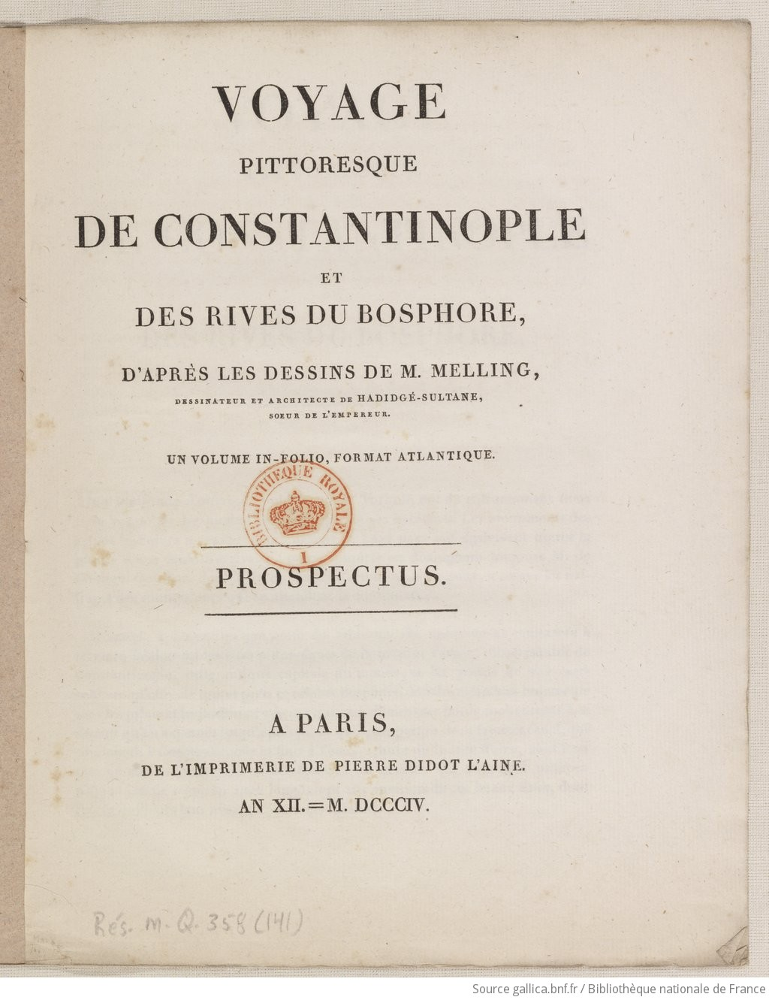 VOYAGE
PITTORESQUE
DE CONSTANTINOPLE
ET
DES RIVES DU BOSPHORE,
D'APRÈS LES DESSINS DE M. MELLING,
DESSINATEUR ET ARCHITECTE DE HADIDGÉ-SULTANE,
SOEUR DE L'EMPEREUR.
UN VOLUME IN-FOLIO, FORMAT ATLANTIQUE.
BIBLIOTHEQUE ROYALE
1
PROSPECTUS.
A PARIS,
DE L'IMPRIMERIE DE PIERRE DIDOT L'AINE.
AN XII.=M. DCCCIV.
Rés. m. Q. 358 (141)
Source gallica.bnf.fr / Bibliothèque nationale de France